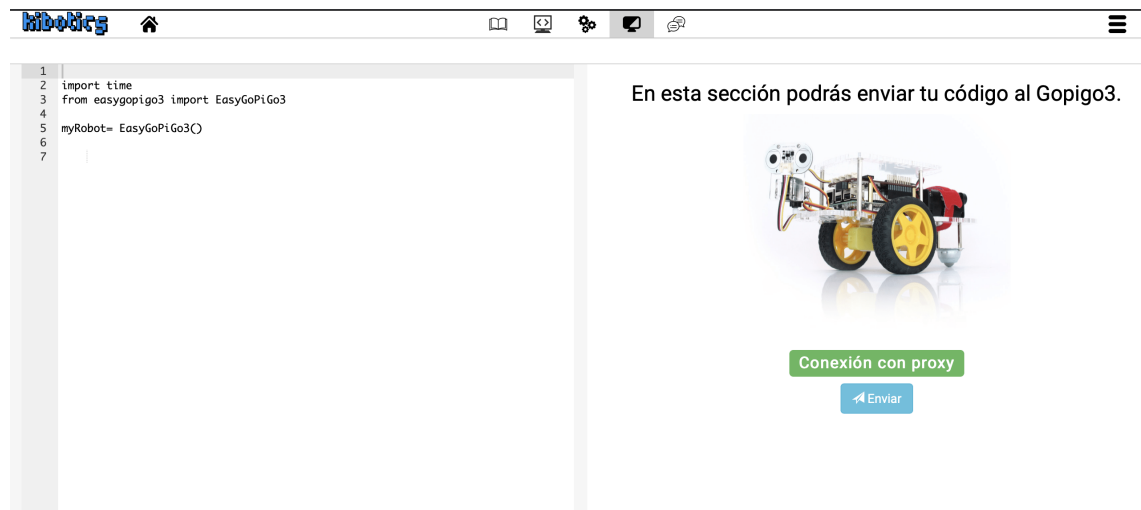 kibotics
1
2 import time
3 from easygopigo3 import EasyGoPiGo3
4
5 myRobot= EasyGoPiGo3()
6
7
En esta sección podrás enviar tu código al Gopigo3.
Conexión con proxy
Enviar